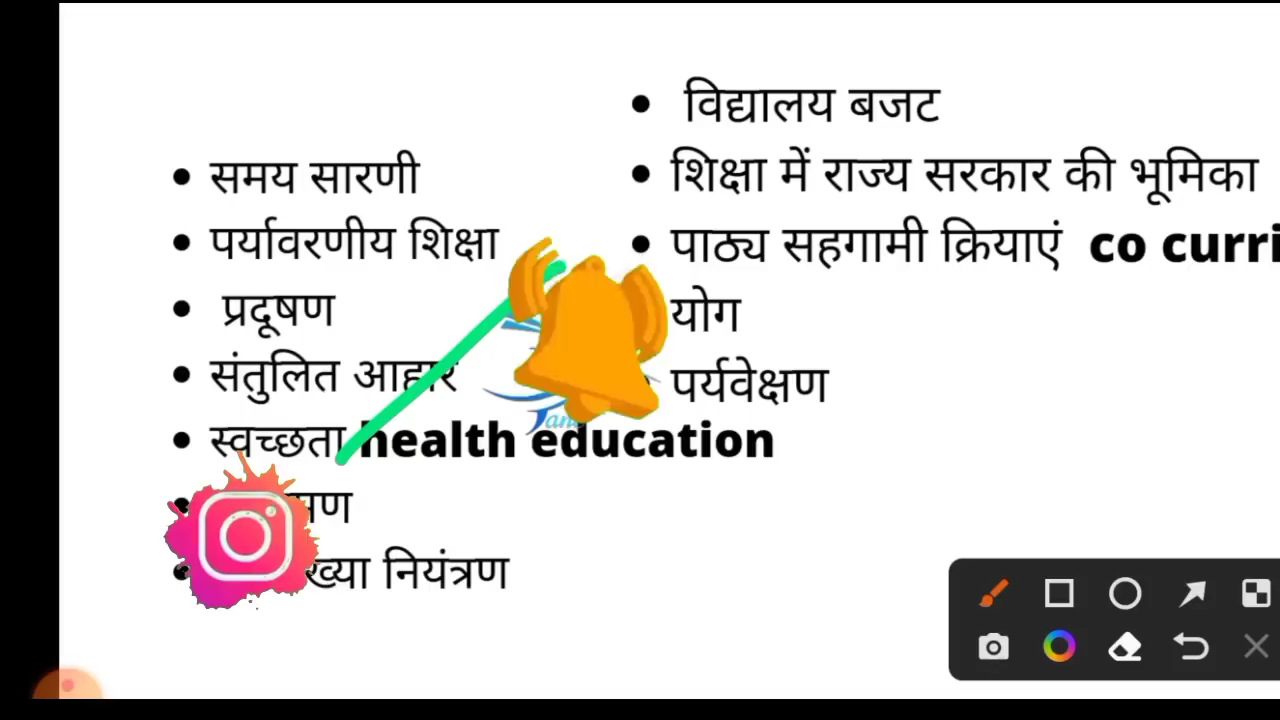 समय सारणी
पर्यावरणीय शिक्षा
प्रदूषण
संतुलित आहार
स्वच्छता health education
नियंत्रण
विद्यालय बजट
शिक्षा में राज्य सरकार की भूमिका
पाठ्य सहगामी क्रियाएं co curri
योग
पर्यवेक्षण